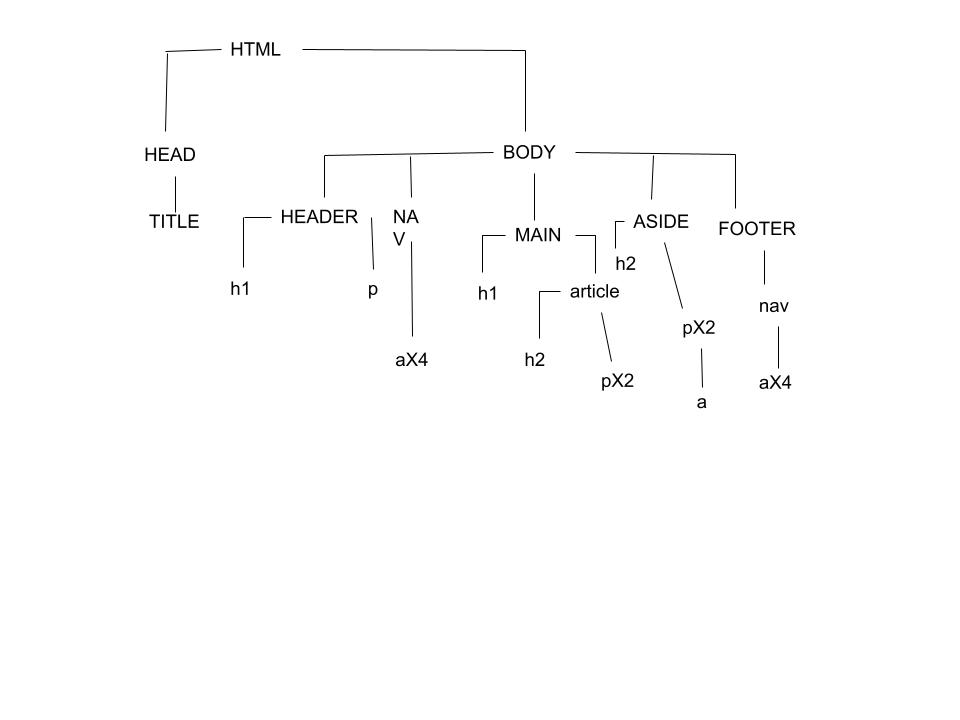 HTML
HEAD
BODY
TITLE
HEADER
NA
V
MAIN
ASIDE
FOOTER
h1
p
h1
article
h2
nav
aX4
h2
pX2
pX2
a
aX4